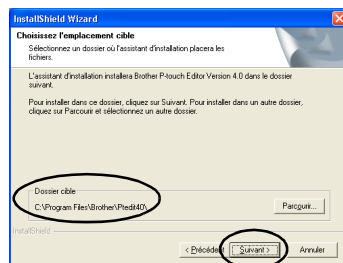 InstallShield Wizard
Choisissez l'emplacement cible
Sélectionnez un dossier où l'assistant d'installation placera les
fichiers.
L'assistant d'installation installera Brother P-touch Editor Version 4.0 dans le dossier
suivant.
Pour installer dans ce dossier, cliquez sur Suivant. Pour installer dans un autre dossier,
cliquez sur Parcourir et sélectionnez un autre dossier.
Dossier cible
C:\Program Files\Brother\Ptedit40\
Parcourir...
InstallShield
< Précédent
Suivant >
Annuler